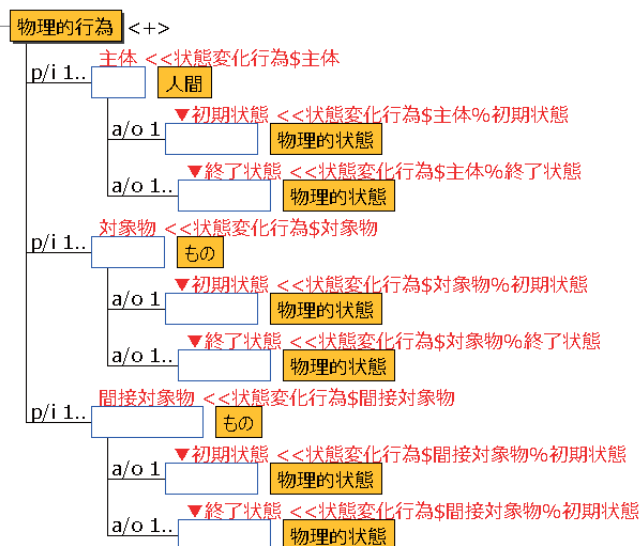 物理的行為 <+>
主体 <<状態変化行為$主体
p/i 1.. 人間
▼初期状態 <<状態変化行為$主体%初期状態
a/o 1 物理的状態
▼終了状態 <<状態変化行為$主体%終了状態
a/o 1.. 物理的状態
対象物 <<状態変化行為$対象物
p/i 1.. もの
▼初期状態 <<状態変化行為$対象物%初期状態
a/o 1 物理的状態
▼終了状態 <<状態変化行為$対象物%終了状態
a/o 1.. 物理的状態
間接対象物 <<状態変化行為$間接対象物
p/i 1.. もの
▼初期状態 <<状態変化行為$間接対象物%初期状態
a/o 1 物理的状態
▼終了状態 <<状態変化行為$間接対象物%初期状態
a/o 1.. 物理的状態